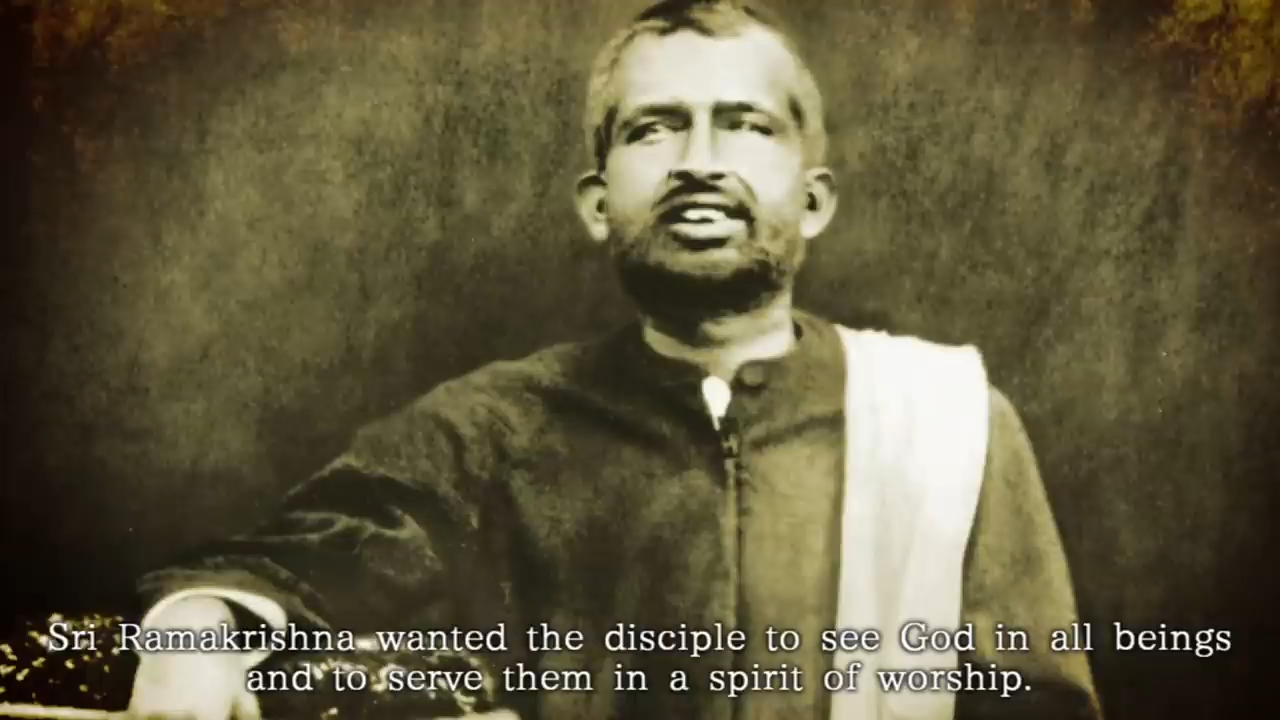 Sri Ramakrishna wanted the disciple to see God in all beings
and to serve them in a spirit of worship.